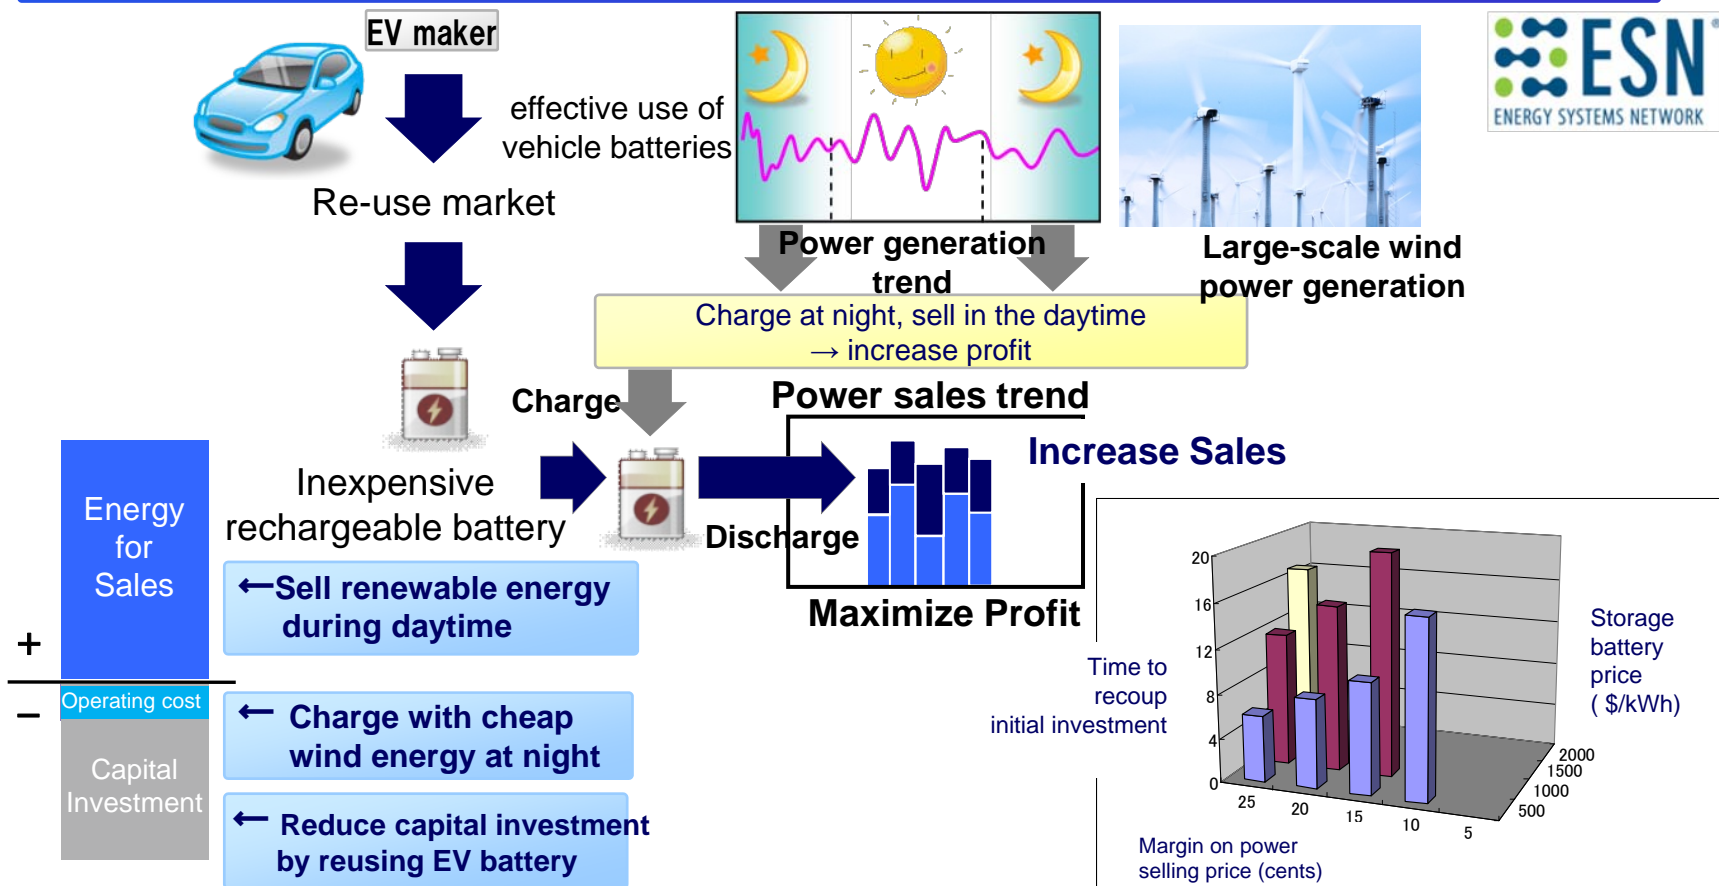 EV maker
effective use of
vehicle batteries
Re-use market
Power generation
trend
Large-scale wind
power generation
ESN®
ENERGY SYSTEMS NETWORK
Charge at night, sell in the daytime
→ increase profit
Charge
Power sales trend
Increase Sales
Inexpensive
rechargeable battery
Discharge
Maximize Profit
Energy
for
Sales
+
−
Operating cost
Capital
Investment
←Sell renewable energy
during daytime
← Charge with cheap
wind energy at night
← Reduce capital investment
by reusing EV battery
Time to
recoup
initial investment
20
16
12
8
4
0
25
20
15
10
5
500
1000
1500
2000
Storage
battery
price
( $/kWh)
Margin on power
selling price (cents)